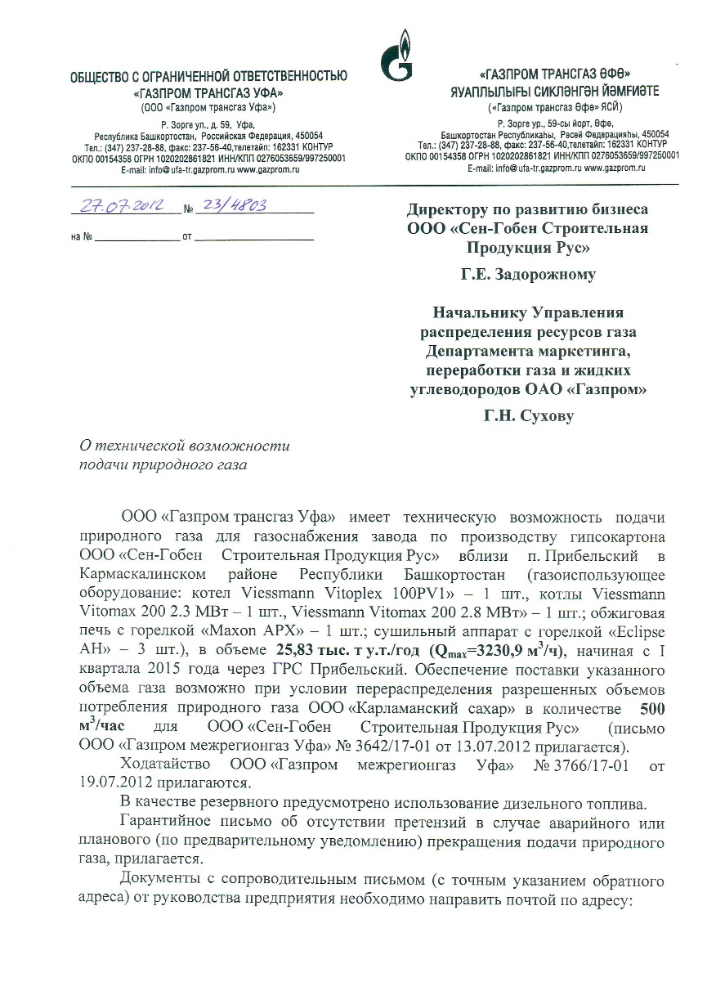 ОБЩЕСТВО С ОГРАНИЧЕННОЙ ОТВЕТСТВЕННОСТЬЮ
«ГАЗПРОМ ТРАНСГАЗ УФА»
(ООО «Газпром трансгаз Уфа»)
Р. Зорге ул., д. 59, Уфа,
Республика Башкортостан, Российская Федерация, 450054
Тел.: (347) 237-28-88, факс: 237-56-40,телетайп: 162331 КОНТУР
ОКПО 00154358 ОГРН 1020202861821 ИНН/КПП 0276053659/997250001
E-mail: info@ ufa-tr.gazprom.ru www.gazprom.ru
«ГАЗПРОМ ТРАНСГАЗ ӨФӨ»
ЯУАПЛЫЛЫҒЫ СИКЛӘНГӘН ЙӘМҒИӘТЕ
(«Газпром трансгаз Өфө» ЯСЙ)
Р. Зорге ур., 59-сы йорт, Өфө,
Башкортостан Республикаһы, Рәсәй Федерацияһы, 450054
Тел.: (347) 237-28-88, факс: 237-56-40,телетайп: 162331 КОНТУР
ОКПО 00154358 ОГРН 1020202861821 ИНН/КПП 0276053659/997250001
E-mail: info@ ufa-tr.gazprom.ru www.gazprom.ru
27.07.2012 № 23/4803
на № от
Директору по развитию бизнеса
ООО «Сен-Гобен Строительная
Продукция Рус»
Г.Е. Задорожному
Начальнику Управления
распределения ресурсов газа
Департамента маркетинга,
переработки газа и жидких
углеводородов ОАО «Газпром»
Г.Н. Сухову
О технической возможности
подачи природного газа
ООО «Газпром трансгаз Уфа» имеет техническую возможность подачи
природного газа для газоснабжения завода по производству гипсокартона
ООО «Сен-Гобен Строительная Продукция Рус» вблизи п. Прибельский в
Кармаскалинском районе Республики Башкортостан (газоиспользующее
оборудование: котел Viessmann Vitoplex 100PV1» – 1 шт., котлы Viessmann
Vitomax 200 2.3 МВт – 1 шт., Viessmann Vitomax 200 2.8 МВт» – 1 шт.; обжиговая
печь с горелкой «Maxon APX» – 1 шт.; сушильный аппарат с горелкой «Eclipse
AH» – 3 шт.), в объеме 25,83 тыс. т у.т./год (Qmax=3230,9 м³/ч), начиная с I
квартала 2015 года через ГРС Прибельский. Обеспечение поставки указанного
объема газа возможно при условии перераспределения разрешенных объемов
потребления природного газа ООО «Карламанский сахар» в количестве 500
м³/час для ООО «Сен-Гобен Строительная Продукция Рус» (письмо
ООО «Газпром межрегионгаз Уфа» № 3642/17-01 от 13.07.2012 прилагается).
Ходатайство ООО «Газпром межрегионгаз Уфа» № 3766/17-01 от
19.07.2012 прилагаются.
В качестве резервного предусмотрено использование дизельного топлива.
Гарантийное письмо об отсутствии претензий в случае аварийного или
планового (по предварительному уведомлению) прекращения подачи природного
газа, прилагается.
Документы с сопроводительным письмом (с точным указанием обратного
адреса) от руководства предприятия необходимо направить почтой по адресу: